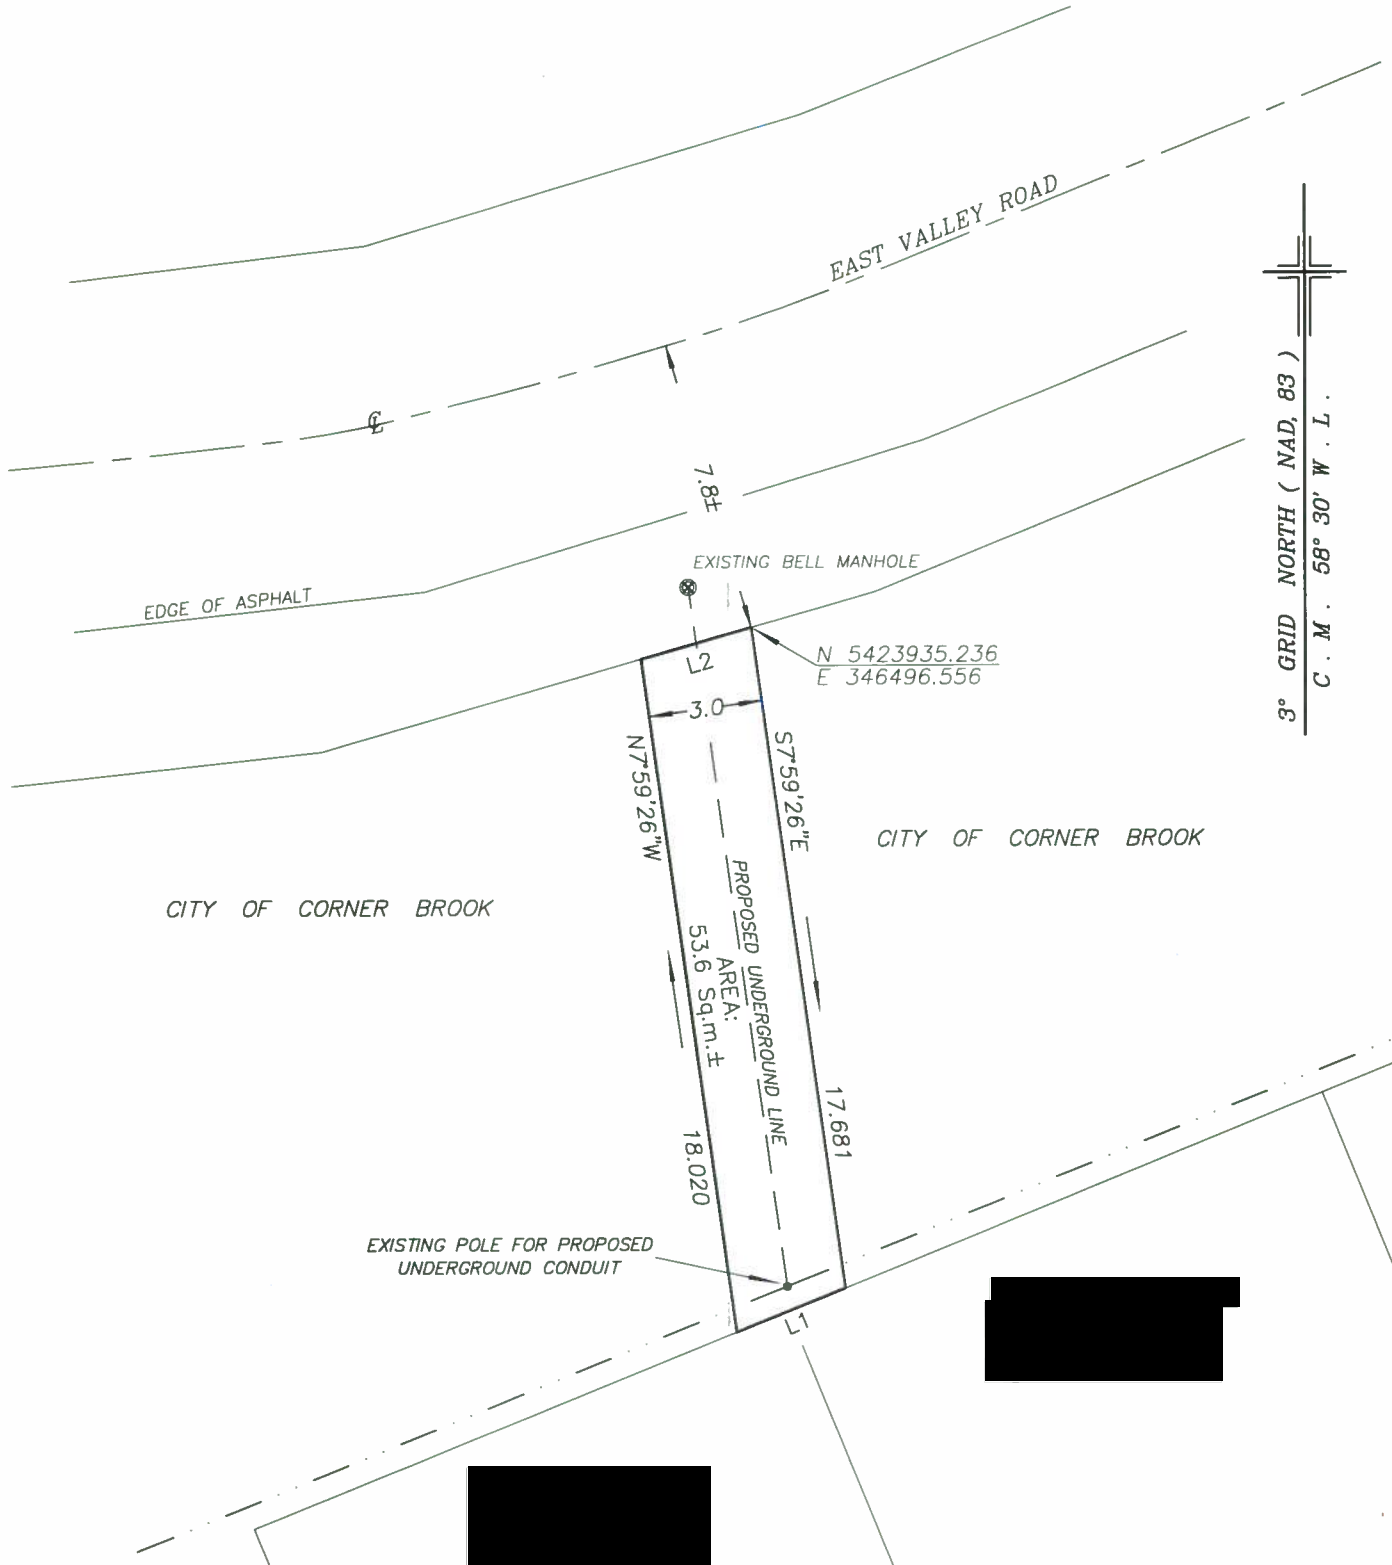 EAST VALLEY ROAD
℄
7.8±
EXISTING BELL MANHOLE
EDGE OF ASPHALT
3° GRID NORTH ( NAD, 83 )
C . M . 58° 30' W . L .
L2
N 5423935.236
E 346496.556
3.0
N7°59'26"W
S7°59'26"E
CITY OF CORNER BROOK
CITY OF CORNER BROOK
PROPOSED UNDERGROUND LINE
AREA:
53.6 Sq.m.±
17.681
18.020
EXISTING POLE FOR PROPOSED
UNDERGROUND CONDUIT
L1